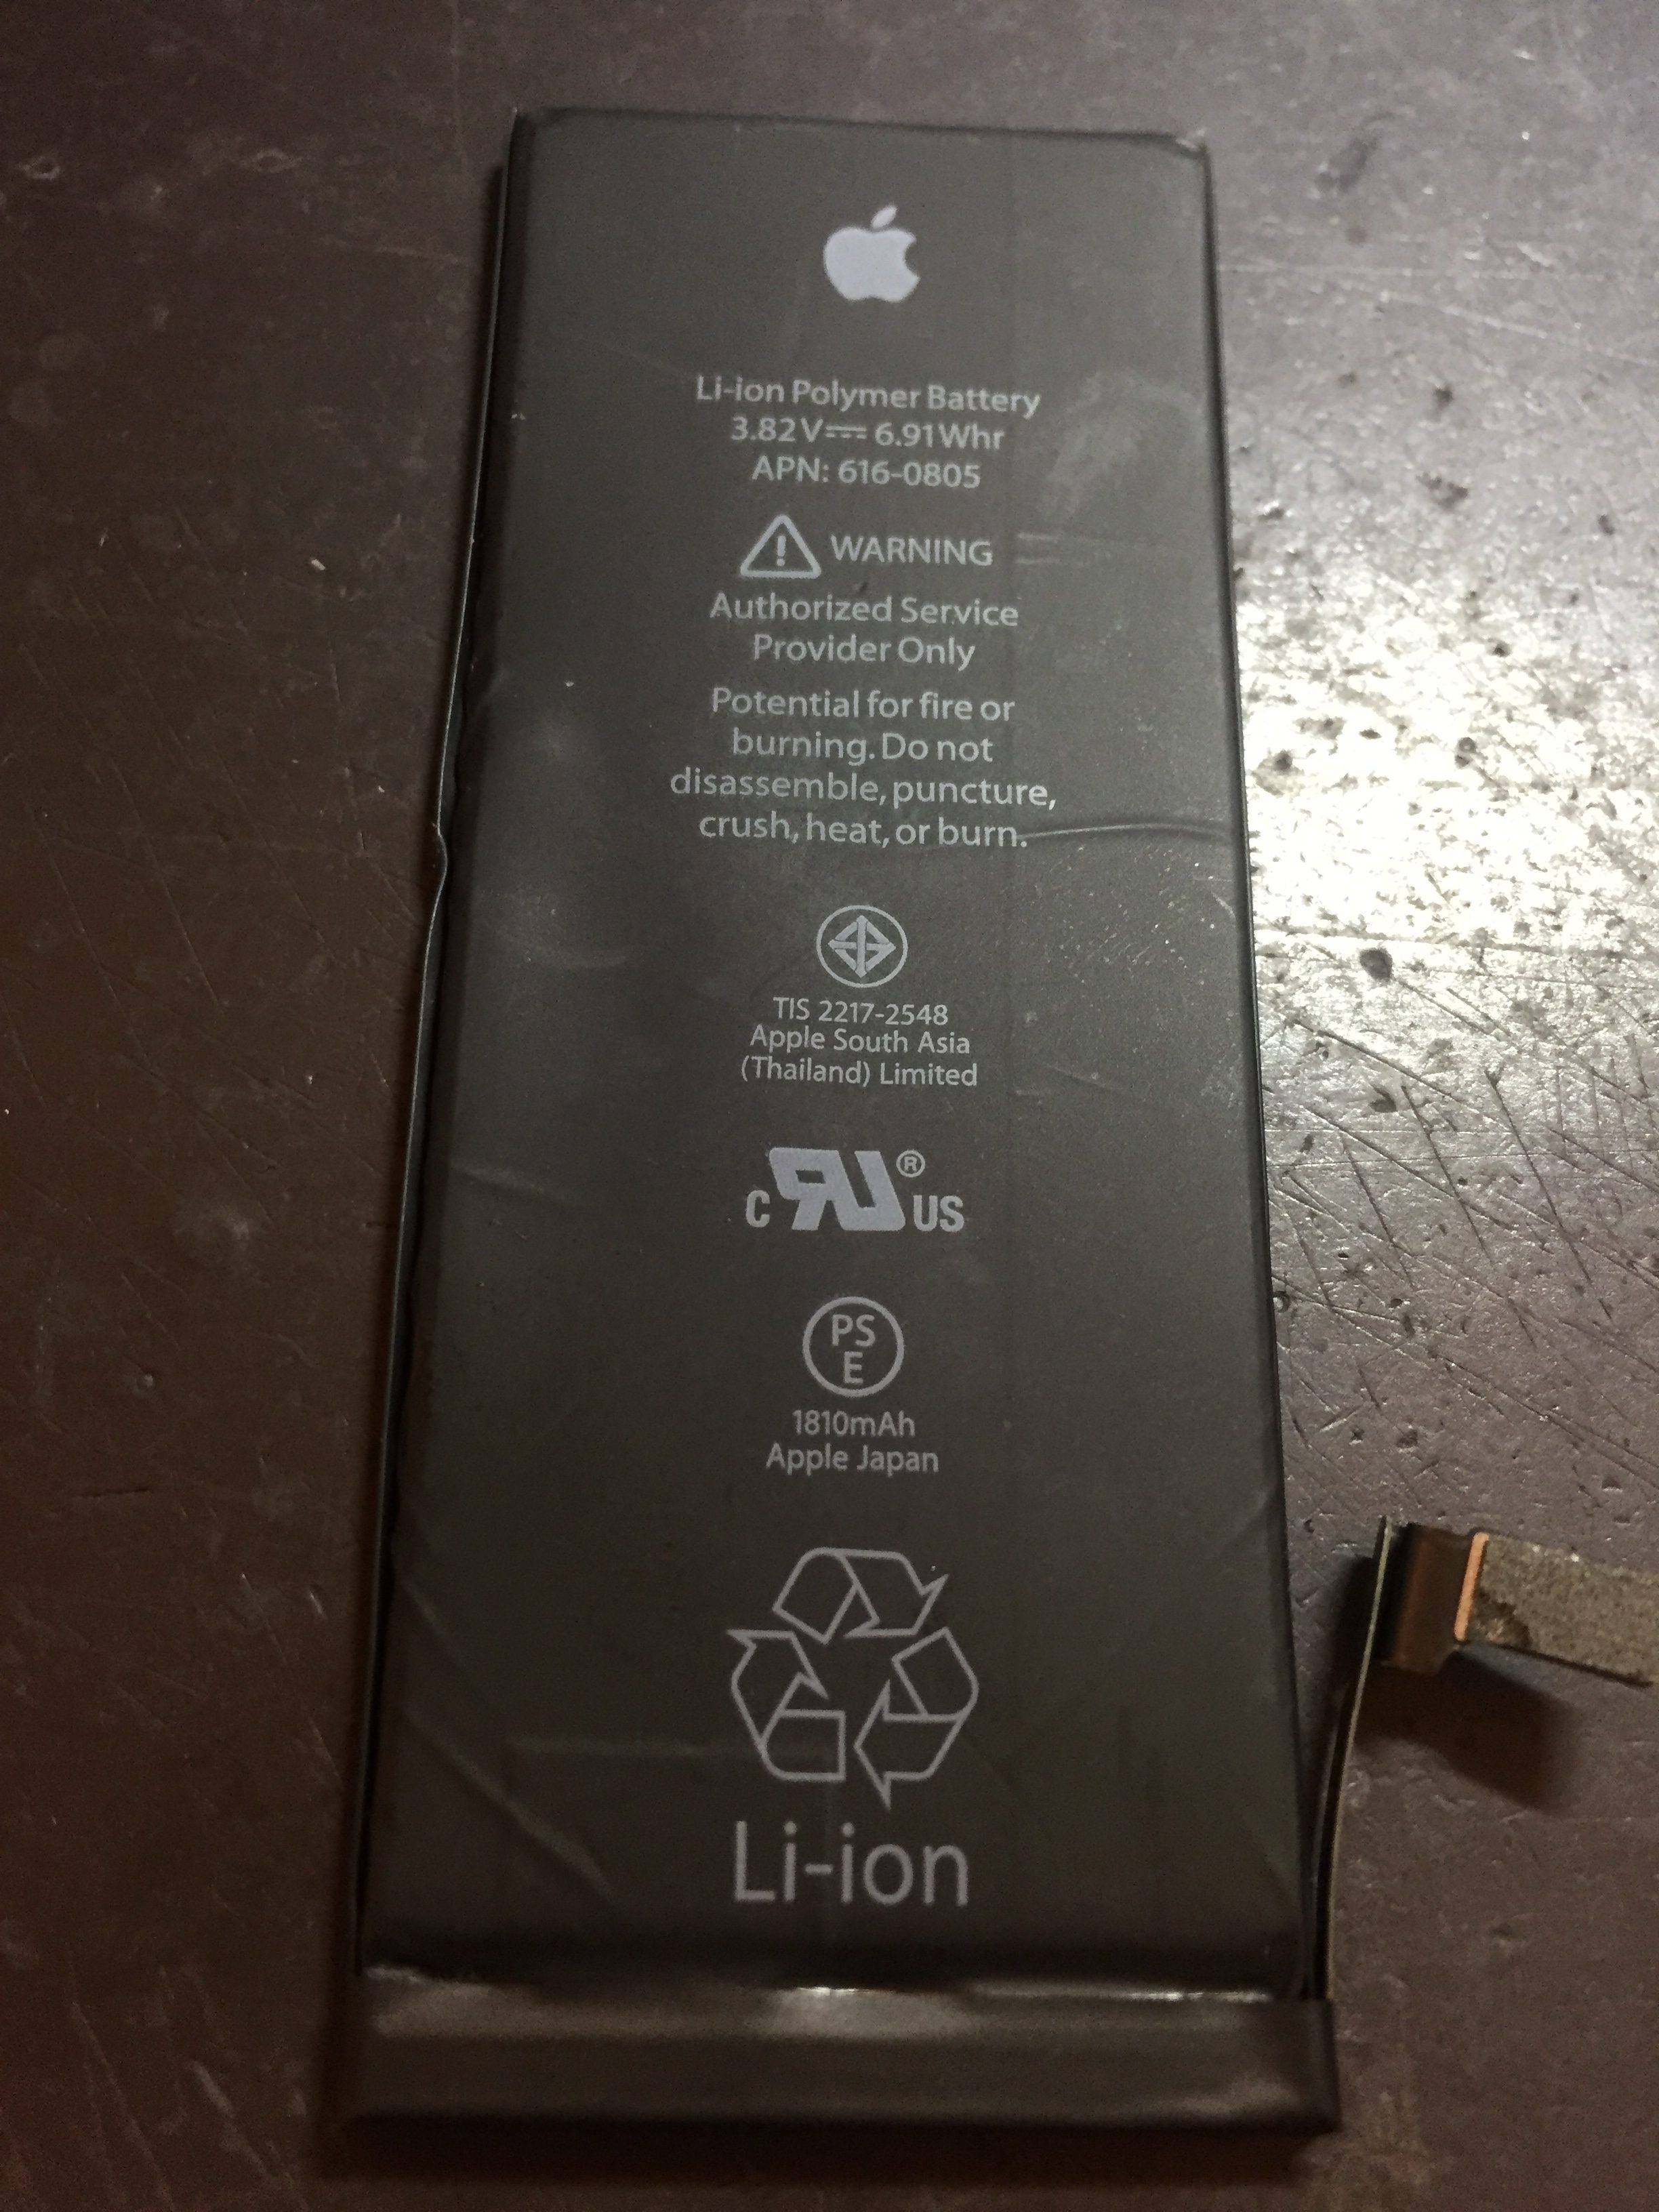 Li-ion Polymer Battery
3.82V⎓ 6.91Whr
APN: 616-0805
WARNING
Authorized Service
Provider Only
Potential for fire or
burning. Do not
disassemble, puncture,
crush, heat, or burn.
TIS 2217-2548
Apple South Asia
(Thailand) Limited
c RU® US
PS
E
1810mAh
Apple Japan
Li-ion